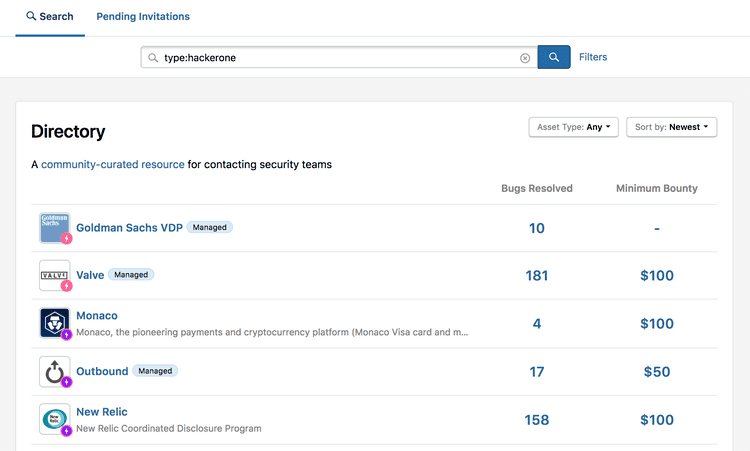 Search Pending Invitations
type:hackerone Filters
Directory Asset Type: Any Sort by: Newest
A community-curated resource for contacting security teams
Bugs Resolved Minimum Bounty
Goldman Sachs
Goldman Sachs VDP Managed 10 -
VALVE
Valve Managed 181 $100
Monaco
Monaco, the pioneering payments and cryptocurrency platform (Monaco Visa card and m... 4 $100
Outbound Managed 17 $50
New Relic
New Relic
New Relic Coordinated Disclosure Program 158 $100